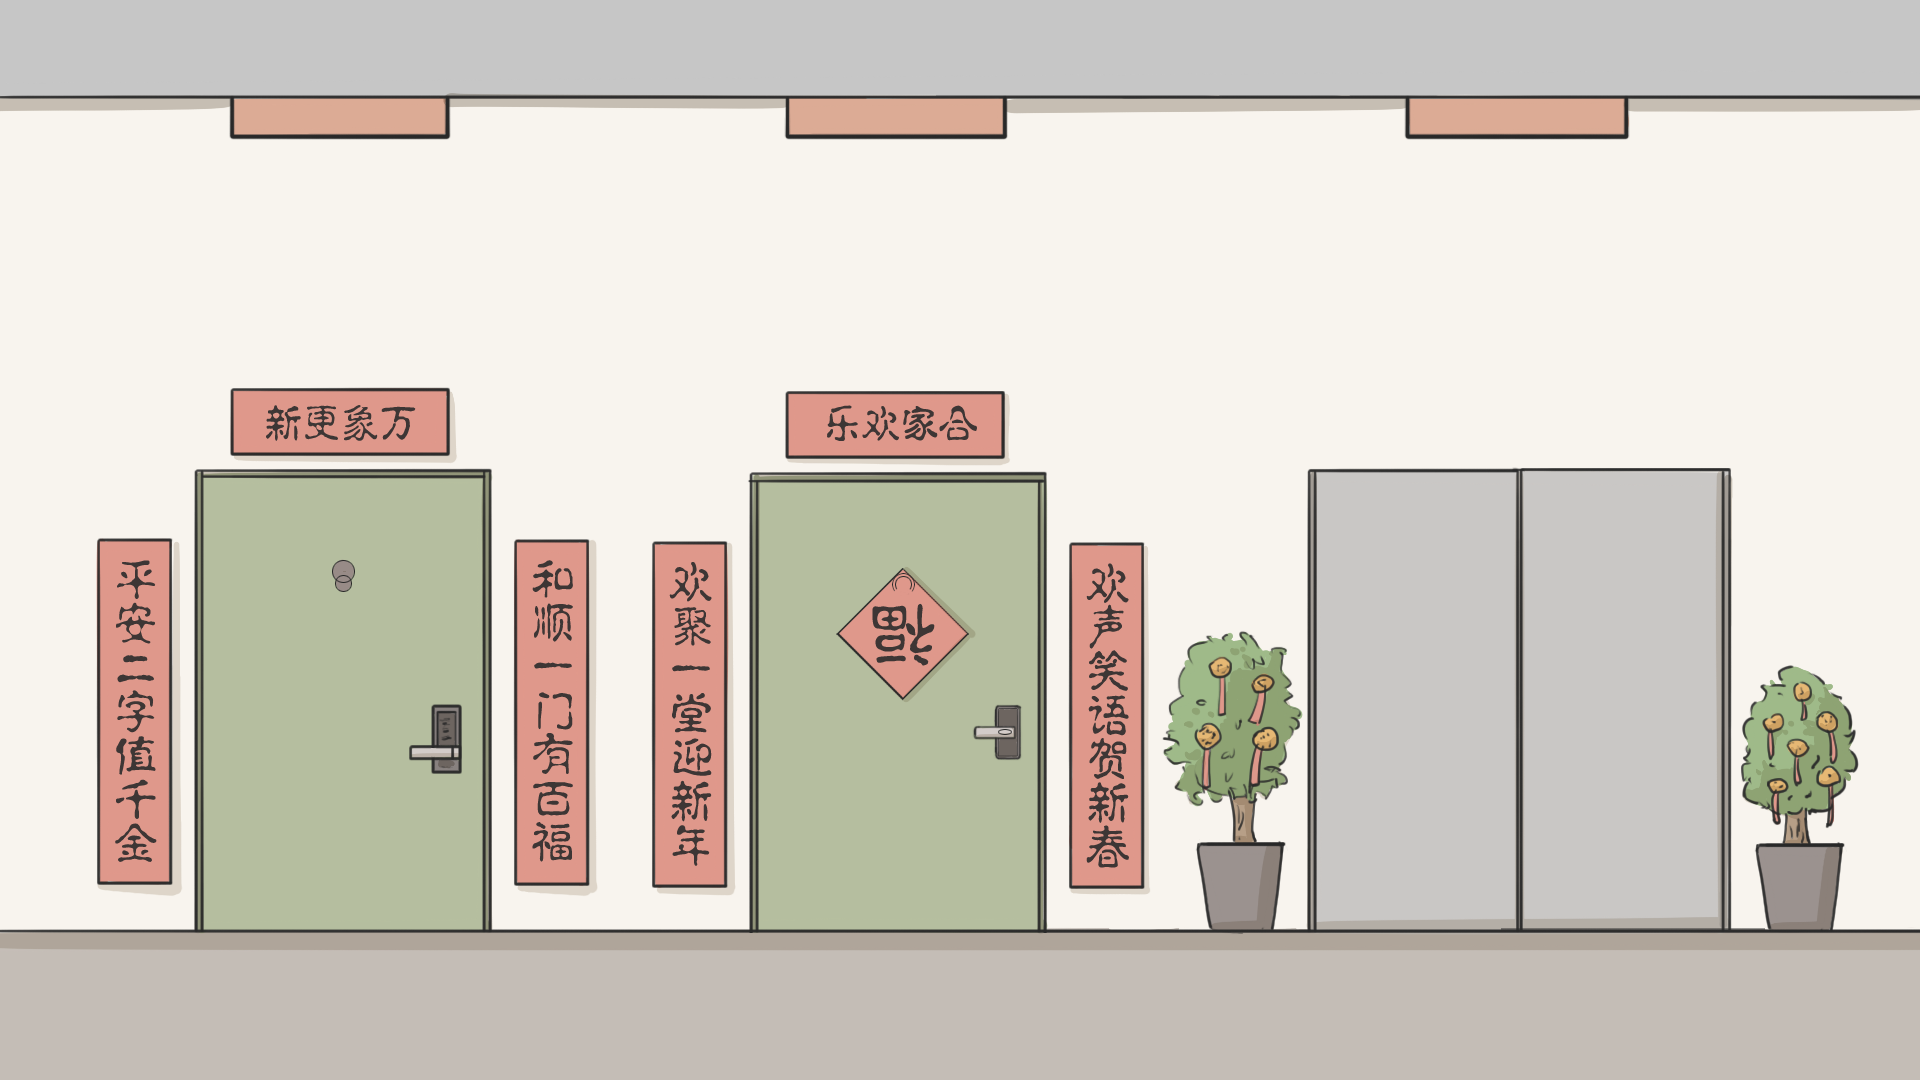 万象更新
和顺一门有百福
平安二字值千金
合家欢乐
欢声笑语贺新春
欢聚一堂迎新年
福